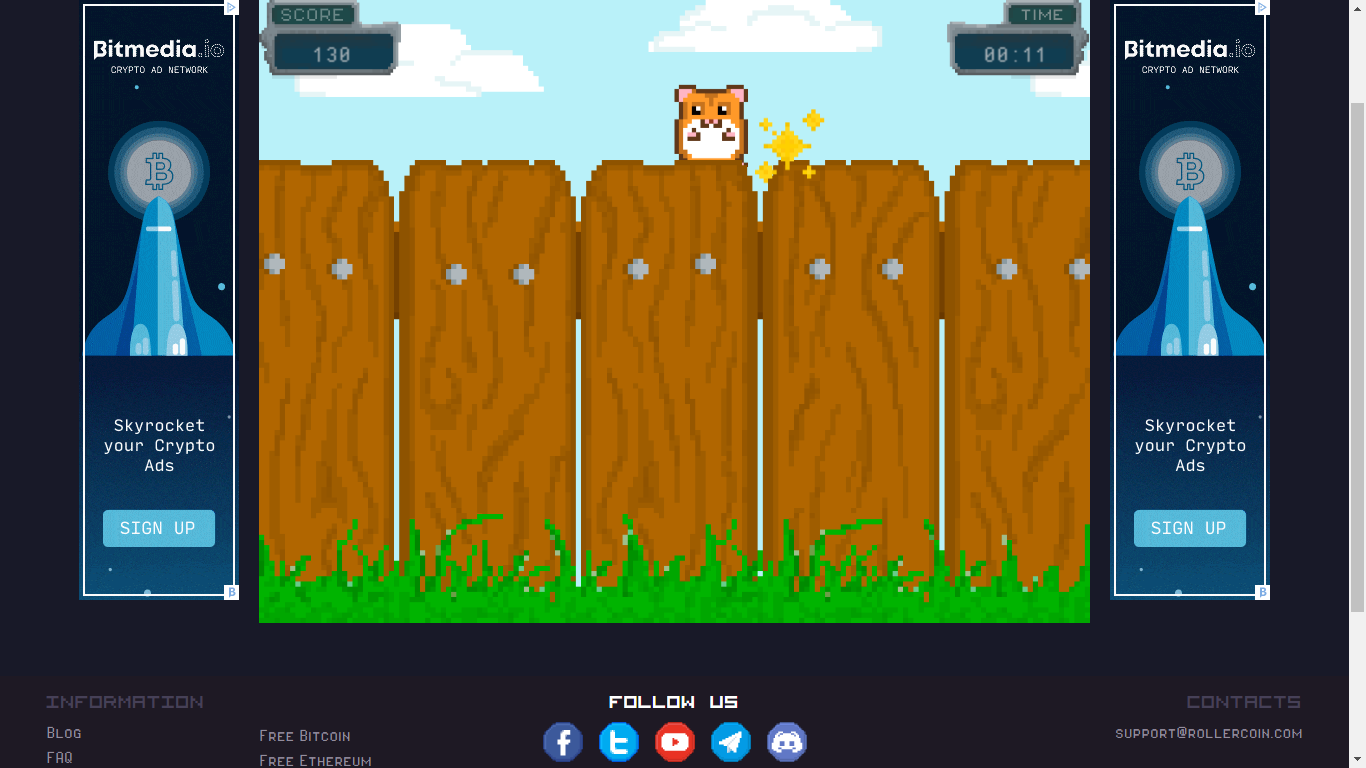 Bitmedia.io
CRYPTO AD NETWORK
Skyrocket
your Crypto
Ads
SIGN UP
B
SCORE
130
TIME
00:11
Bitmedia.io
CRYPTO AD NETWORK
Skyrocket
your Crypto
Ads
SIGN UP
B
INFORMATION
Blog
FAQ
Free Bitcoin
Free Ethereum
FOLLOW US
CONTACTS
support@rollercoin.com